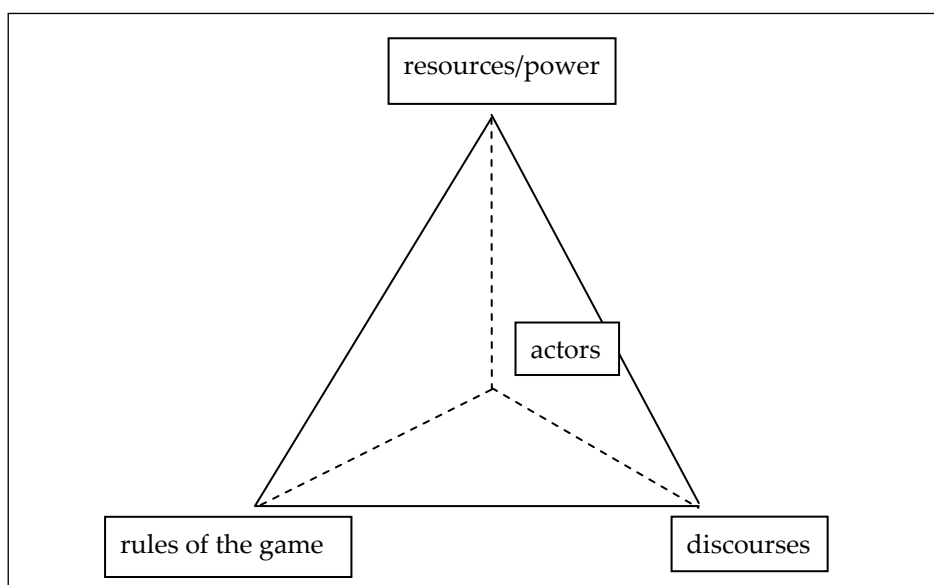 resources/power
actors
rules of the game
discourses